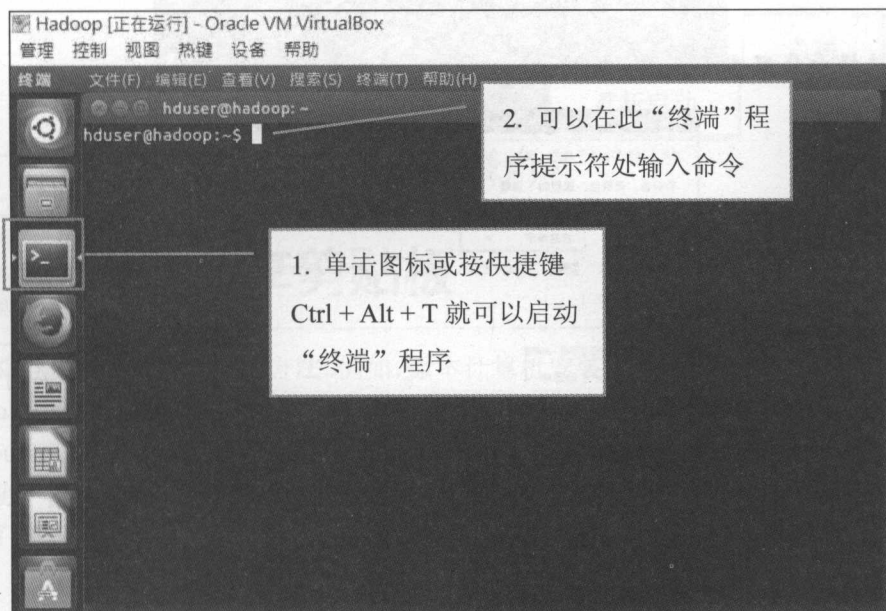 Hadoop [正在运行] - Oracle VM VirtualBox
管理 控制 视图 热键 设备 帮助
终端 文件(F) 编辑(E) 查看(V) 搜索(S) 终端(T) 帮助(H)
hduser@hadoop: ~
hduser@hadoop:~$
2. 可以在此“终端”程
序提示符处输入命令
>_
1. 单击图标或按快捷键
Ctrl + Alt + T 就可以启动
“终端”程序